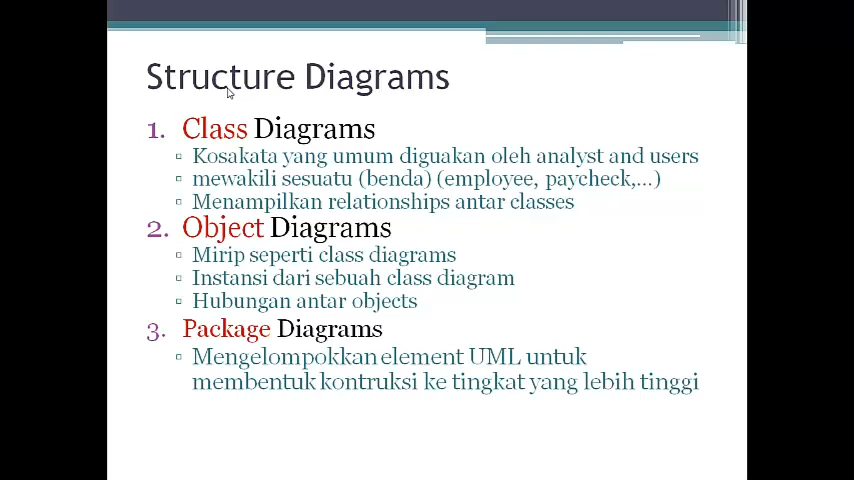 Structure Diagrams
1. Class Diagrams
▫ Kosakata yang umum diguakan oleh analyst and users
▫ mewakili sesuatu (benda) (employee, paycheck,...)
▫ Menampilkan relationships antar classes
2. Object Diagrams
▫ Mirip seperti class diagrams
▫ Instansi dari sebuah class diagram
▫ Hubungan antar objects
3. Package Diagrams
▫ Mengelompokkan element UML untuk
membentuk kontruksi ke tingkat yang lebih tinggi